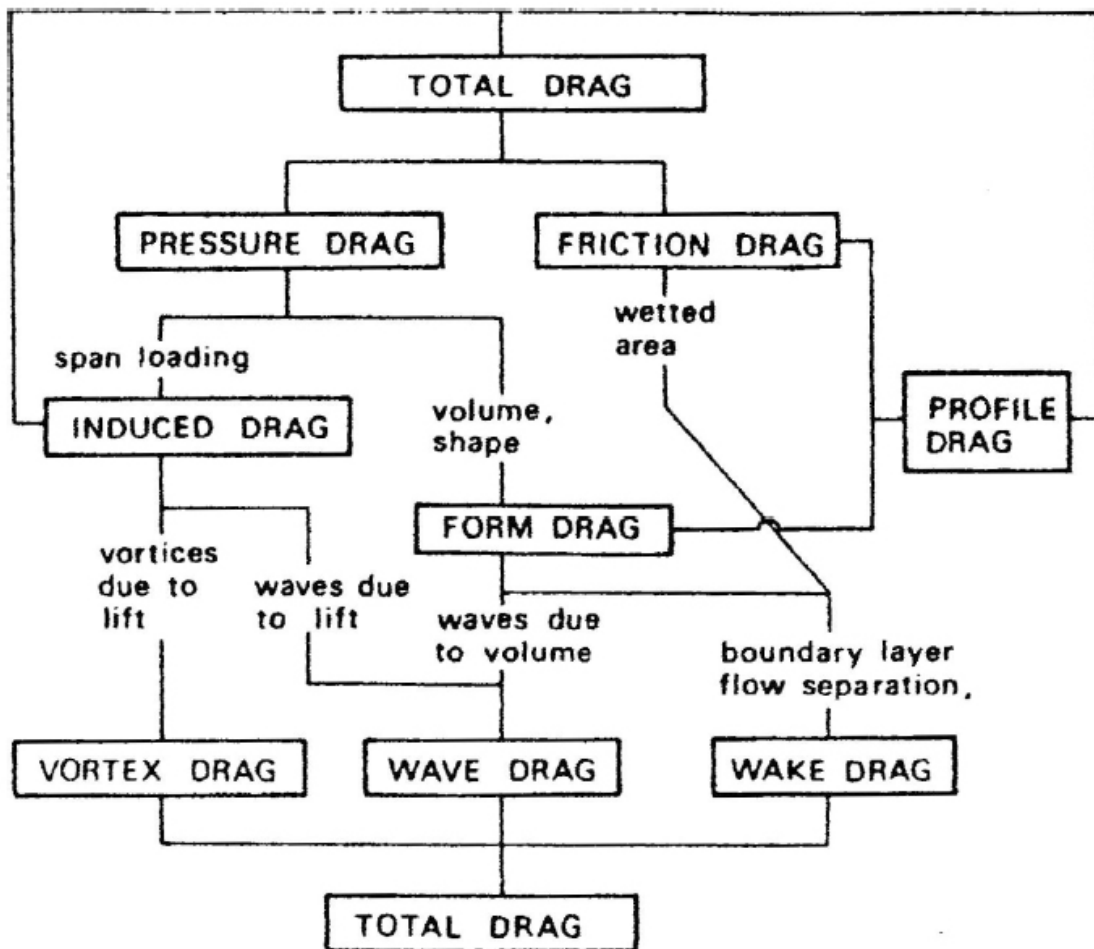 TOTAL DRAG
PRESSURE DRAG
FRICTION DRAG
wetted
area
span loading
INDUCED DRAG
volume,
shape
PROFILE
DRAG
FORM DRAG
vortices
due to
lift
waves due
to lift
waves due
to volume
boundary layer
flow separation,
VORTEX DRAG
WAVE DRAG
WAKE DRAG
TOTAL DRAG